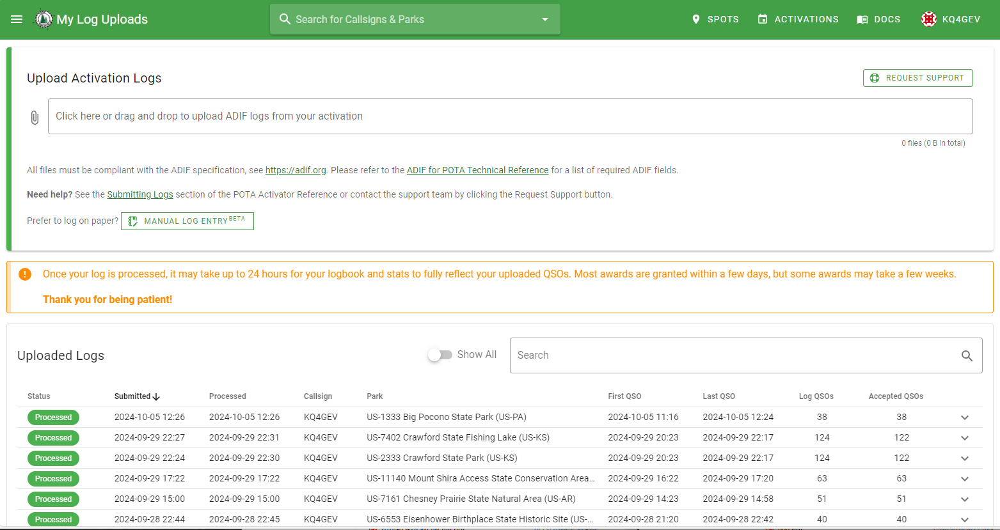 My Log Uploads
Search for Callsigns & Parks
SPOTS
ACTIVATIONS
DOCS
KQ4GEV
Upload Activation Logs
REQUEST SUPPORT
Click here or drag and drop to upload ADIF logs from your activation
0 files (0 B in total)
All files must be compliant with the ADIF specification, see https://adif.org. Please refer to the ADIF for POTA Technical Reference for a list of required ADIF fields.
Need help? See the Submitting Logs section of the POTA Activator Reference or contact the support team by clicking the Request Support button.
Prefer to log on paper? MANUAL LOG ENTRY BETA
Once your log is processed, it may take up to 24 hours for your logbook and stats to fully reflect your uploaded QSOs. Most awards are granted within a few days, but some awards may take a few weeks.
Thank you for being patient!
Uploaded Logs
Show All
Search
Status Submitted Processed Callsign Park First QSO Last QSO Log QSOs Accepted QSOs
Processed 2024-10-05 12:26 2024-10-05 12:26 KQ4GEV US-1333 Big Pocono State Park (US-PA) 2024-10-05 11:16 2024-10-05 12:24 38 38
Processed 2024-09-29 22:27 2024-09-29 22:31 KQ4GEV US-7402 Crawford State Fishing Lake (US-KS) 2024-09-29 20:23 2024-09-29 22:17 124 122
Processed 2024-09-29 22:24 2024-09-29 22:30 KQ4GEV US-2333 Crawford State Park (US-KS) 2024-09-29 20:23 2024-09-29 22:17 124 122
Processed 2024-09-29 17:22 2024-09-29 17:22 KQ4GEV US-11140 Mount Shira Access State Conservation Area... 2024-09-29 16:22 2024-09-29 17:20 63 63
Processed 2024-09-29 15:00 2024-09-29 15:00 KQ4GEV US-7161 Chesney Prairie State Natural Area (US-AR) 2024-09-29 14:23 2024-09-29 14:58 51 51
Processed 2024-09-28 22:44 2024-09-28 22:45 KQ4GEV US-6553 Eisenhower Birthplace State Historic Site (US-... 2024-09-28 21:20 2024-09-28 22:42 40 40